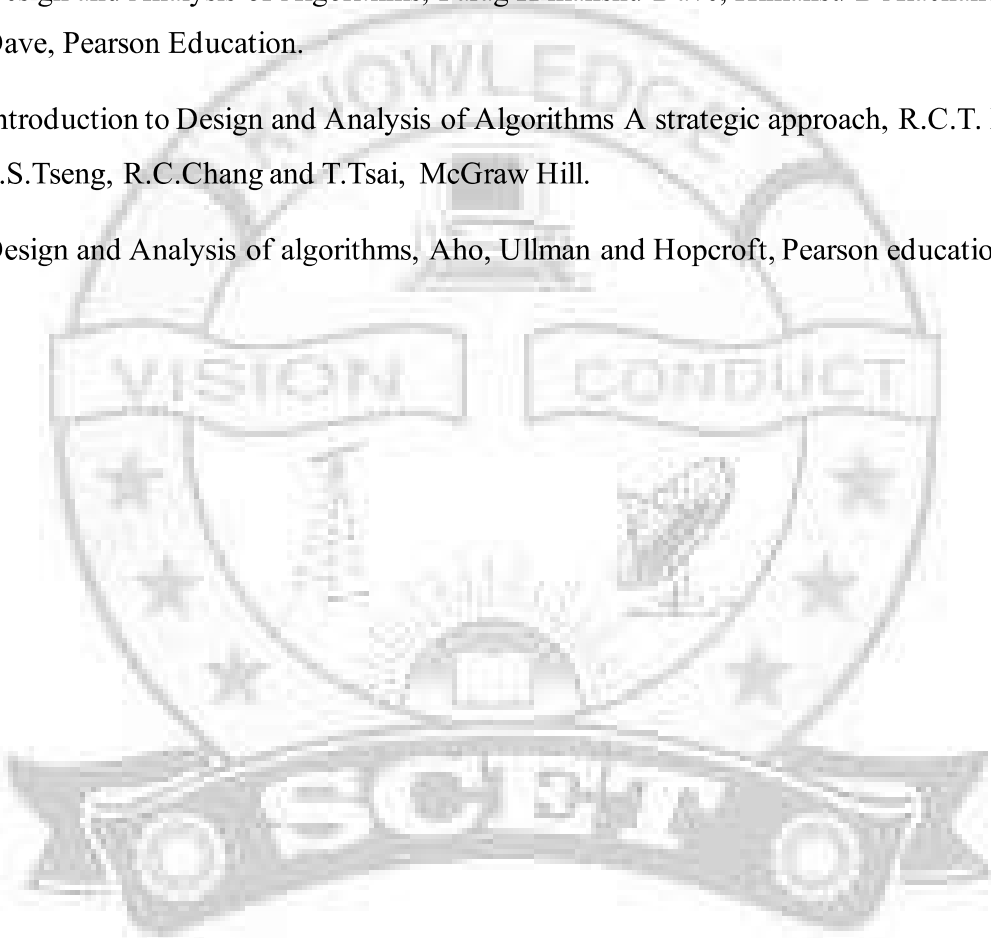 Dave, Pearson Education.
KNOWLEDGE
ntroduction to Design and Analysis of Algorithms A strategic approach, R.C.T.
.S.Tseng, R.C.Chang and T.Tsai, McGraw Hill.
Design and Analysis of algorithms, Aho, Ullman and Hopcroft, Pearson educatio
VISION CONDUCT
SCET